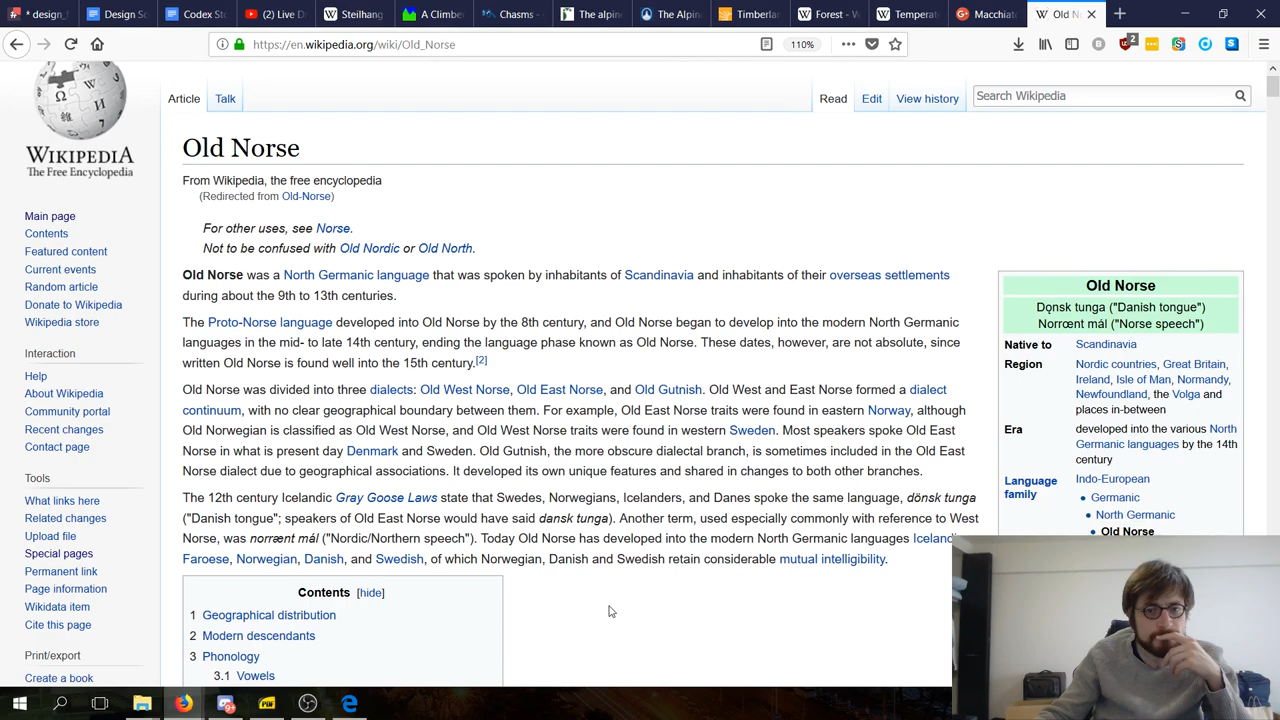 * design_f
Design So
Codex Sto
(2) Live D
Steilhang
A Climbe
Chasms -
The alpin
The Alpin
Timberlan
Forest - W
Temperat
Macchiat
Old No
https://en.wikipedia.org/wiki/Old_Norse
110%
2
WIKIPEDIA
The Free Encyclopedia
Article
Talk
Read
Edit
View history
Search Wikipedia
Main page
Contents
Featured content
Current events
Random article
Donate to Wikipedia
Wikipedia store
Interaction
Help
About Wikipedia
Community portal
Recent changes
Contact page
Tools
What links here
Related changes
Upload file
Special pages
Permanent link
Page information
Wikidata item
Cite this page
Print/export
Create a book
Old Norse
From Wikipedia, the free encyclopedia
(Redirected from Old-Norse)
For other uses, see Norse.
Not to be confused with Old Nordic or Old North.
Old Norse was a North Germanic language that was spoken by inhabitants of Scandinavia and inhabitants of their overseas settlements
during about the 9th to 13th centuries.
The Proto-Norse language developed into Old Norse by the 8th century, and Old Norse began to develop into the modern North Germanic
languages in the mid- to late 14th century, ending the language phase known as Old Norse. These dates, however, are not absolute, since
written Old Norse is found well into the 15th century.[2]
Old Norse was divided into three dialects: Old West Norse, Old East Norse, and Old Gutnish. Old West and East Norse formed a dialect
continuum, with no clear geographical boundary between them. For example, Old East Norse traits were found in eastern Norway, although
Old Norwegian is classified as Old West Norse, and Old West Norse traits were found in western Sweden. Most speakers spoke Old East
Norse in what is present day Denmark and Sweden. Old Gutnish, the more obscure dialectal branch, is sometimes included in the Old East
Norse dialect due to geographical associations. It developed its own unique features and shared in changes to both other branches.
The 12th century Icelandic Gray Goose Laws state that Swedes, Norwegians, Icelanders, and Danes spoke the same language, dǫnsk tunga
("Danish tongue"; speakers of Old East Norse would have said dansk tunga). Another term, used especially commonly with reference to West
Norse, was norrœnt mál ("Nordic/Northern speech"). Today Old Norse has developed into the modern North Germanic languages Iceland
Faroese, Norwegian, Danish, and Swedish, of which Norwegian, Danish and Swedish retain considerable mutual intelligibility.
Contents [hide]
1 Geographical distribution
2 Modern descendants
3 Phonology
3.1 Vowels
Old Norse
Dǫnsk tunga ("Danish tongue")
Norrœnt mál ("Norse speech")
Native to Scandinavia
Region Nordic countries, Great Britain,
Ireland, Isle of Man, Normandy,
Newfoundland, the Volga and
places in-between
Era developed into the various North
Germanic languages by the 14th
century
Language Indo-European
family
Germanic
North Germanic
Old Norse